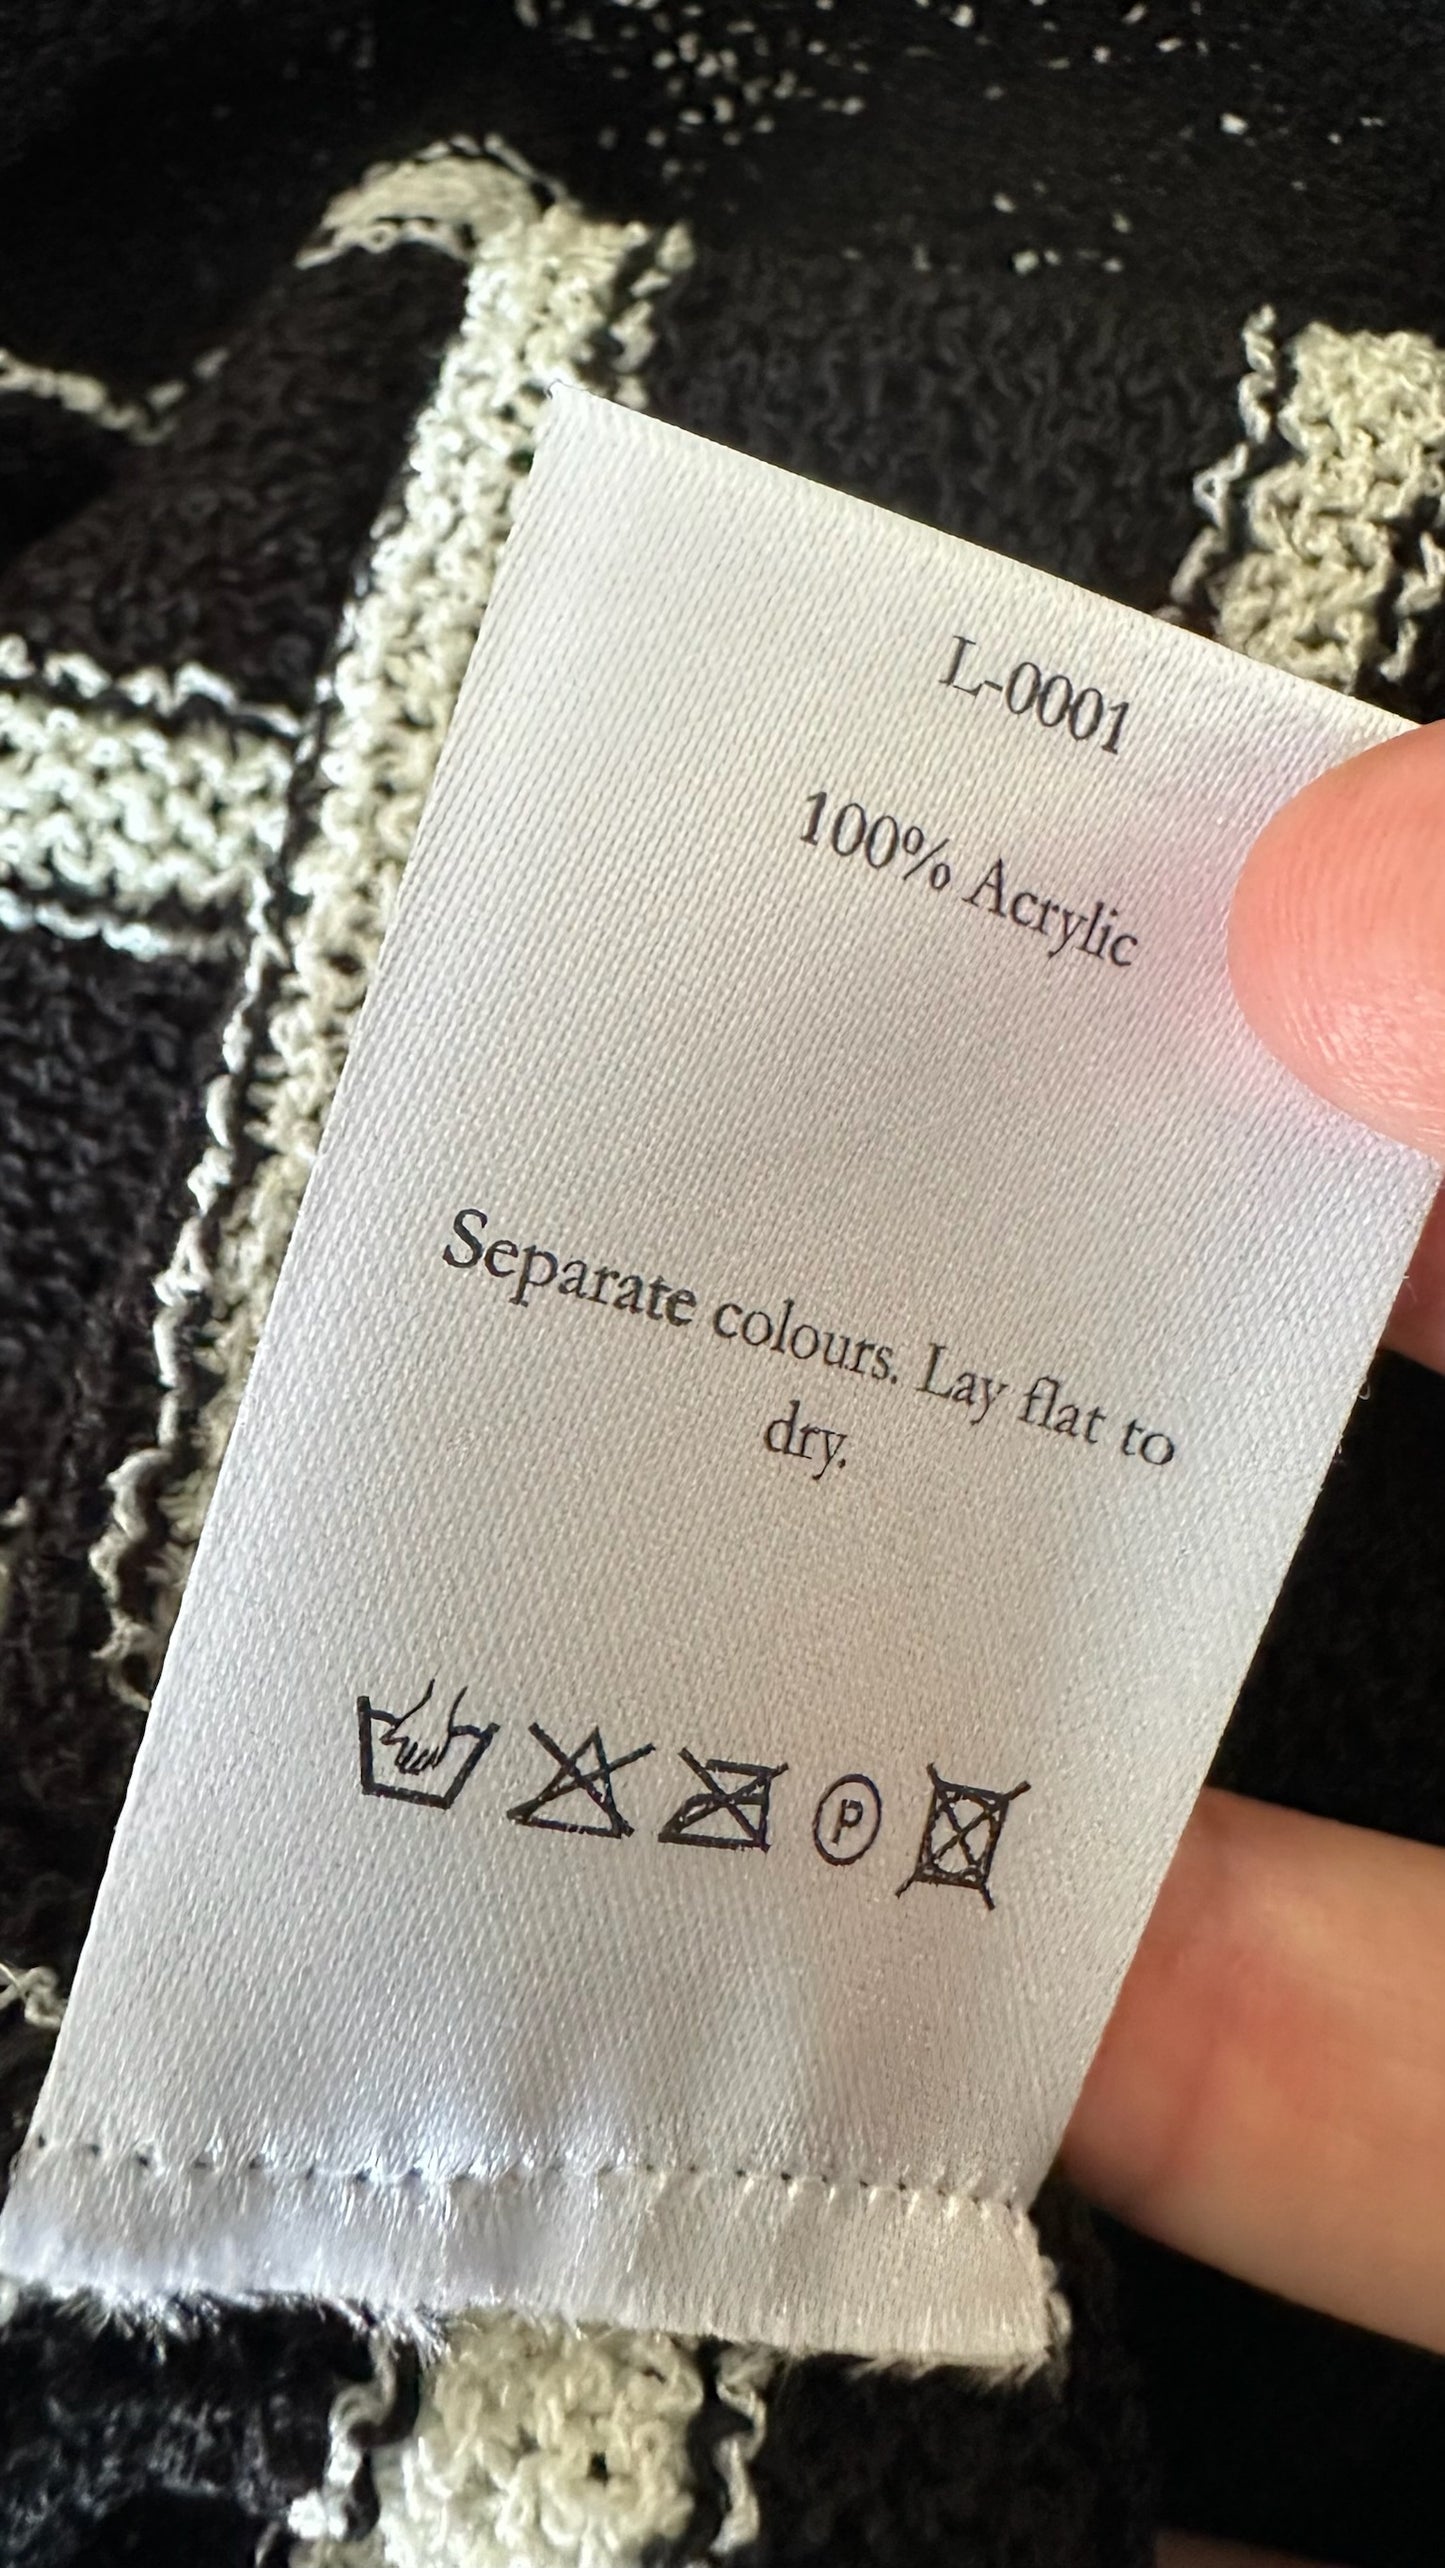 L-0001
100% Acrylic
Separate colours. Lay flat to
dry.
P